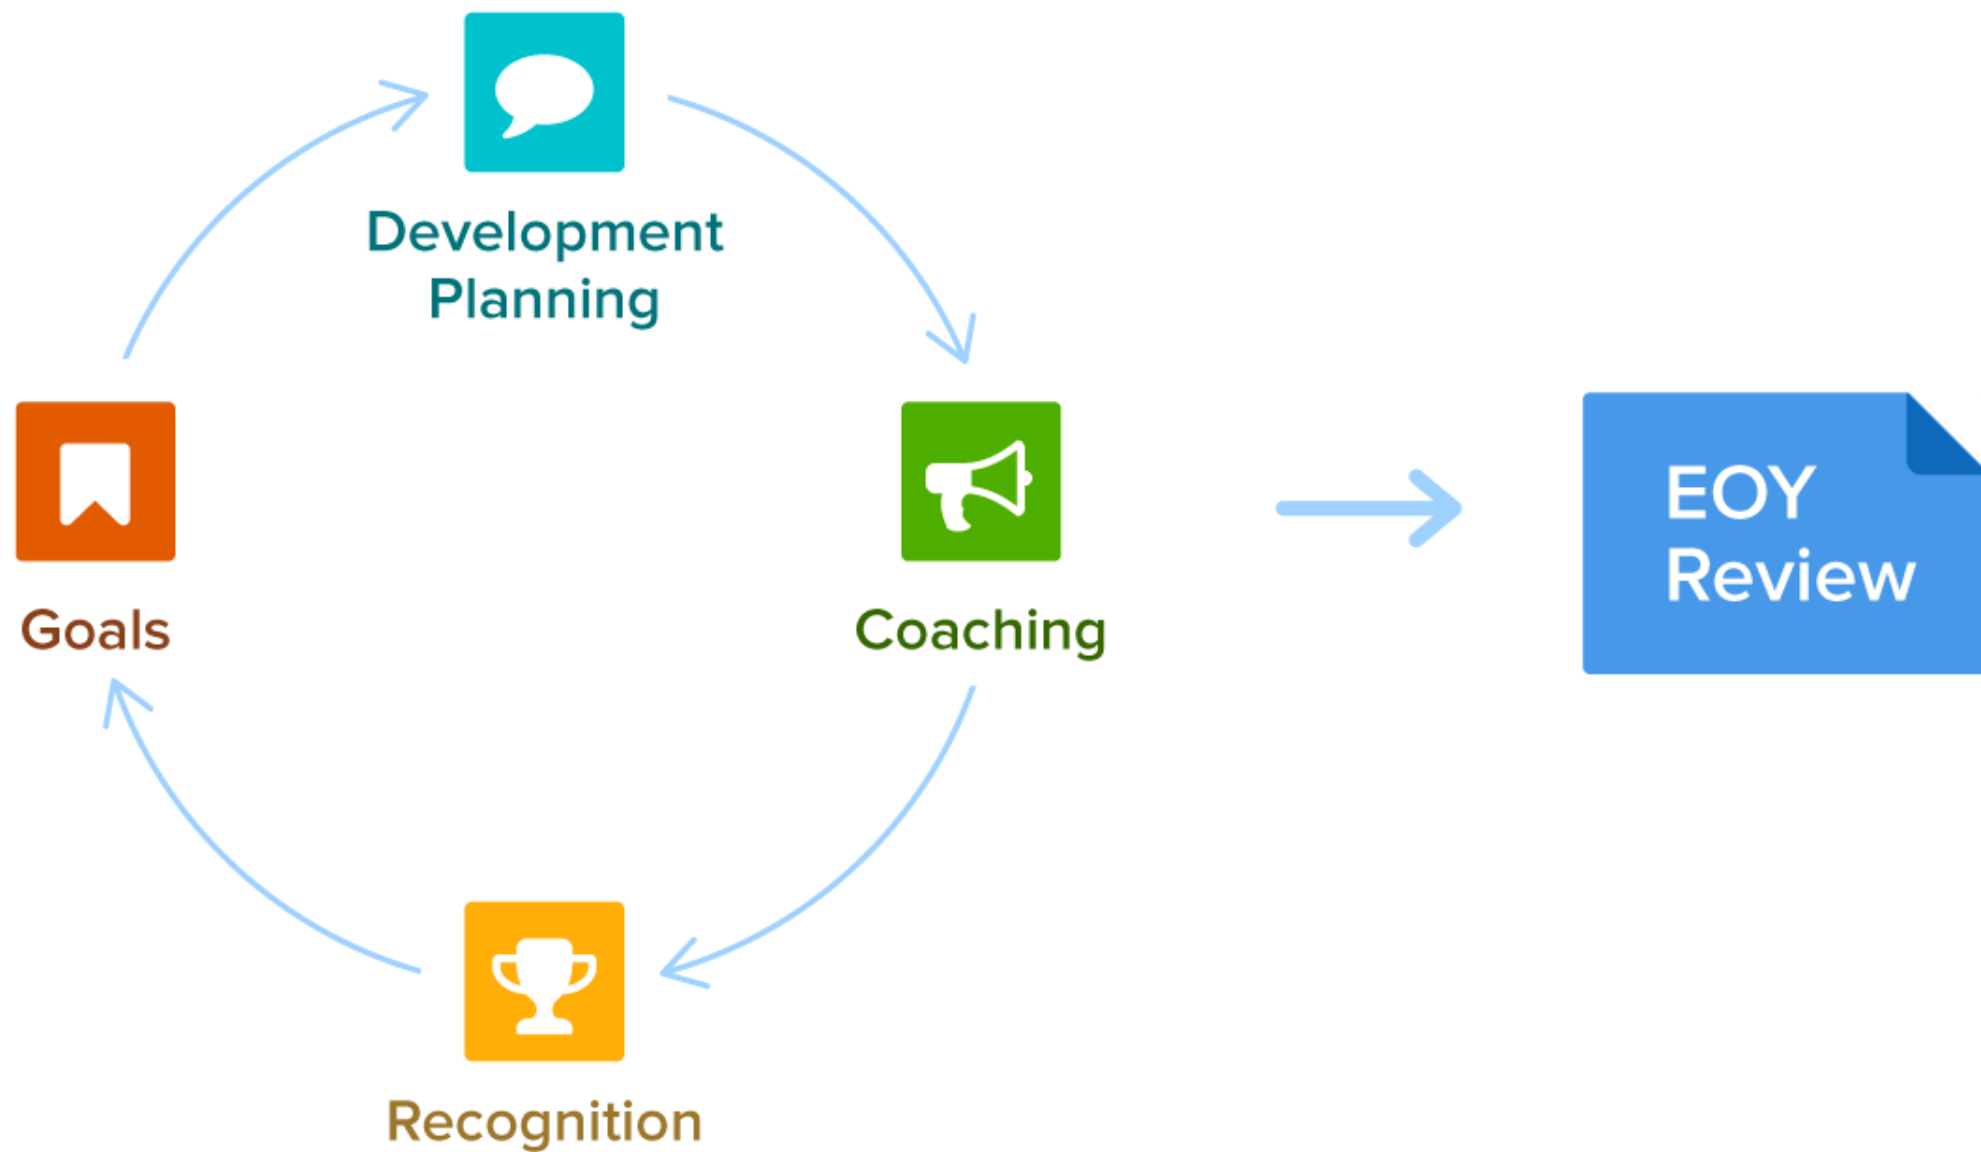 Development
Planning
Goals
Coaching
EOY
Review
Recognition